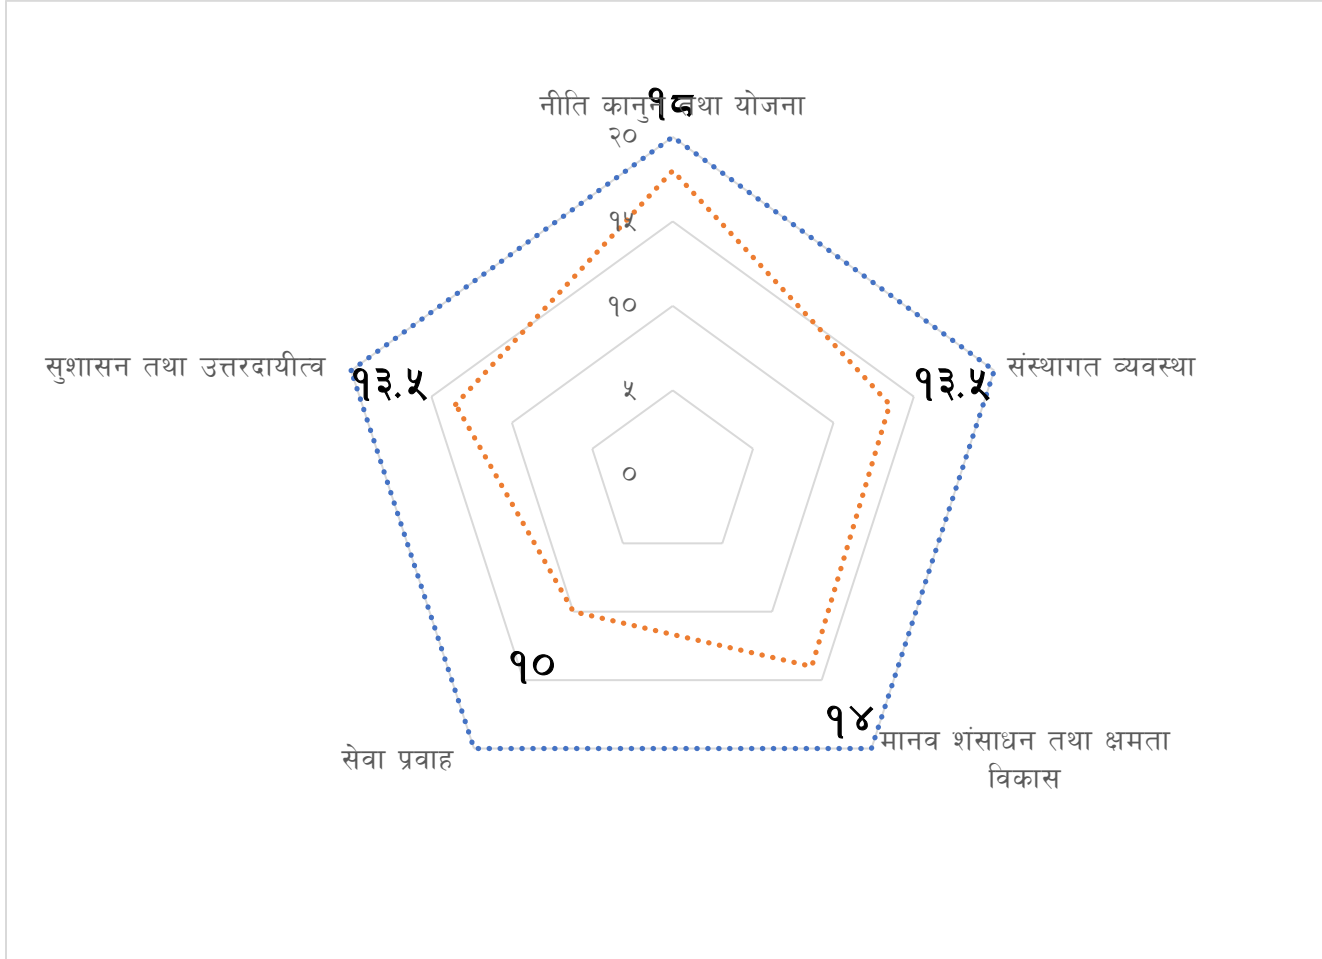 नीति कानुन तथा योजना
१८
२०
१५
१०
५
०
सुशासन तथा उत्तरदायीत्व
१३.५
१३.५
संस्थागत व्यवस्था
१०
१४
सेवा प्रवाह
मानव शंसाधन तथा क्षमता
विकास